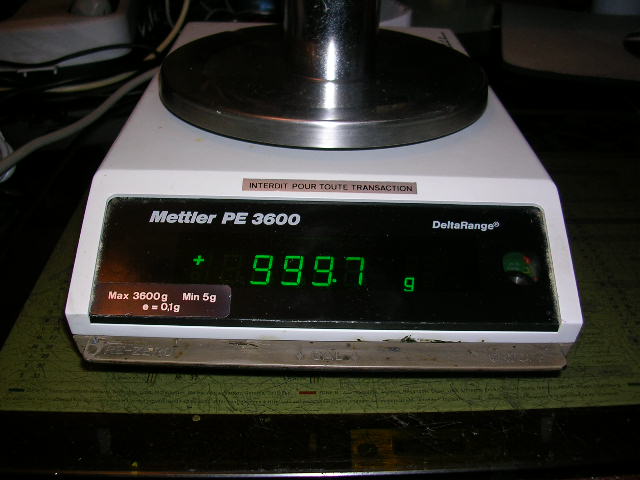 INTERDIT POUR TOUTE TRANSACTION
Mettler PE 3600
DeltaRange®
+ 999.7 g
Max 3600g Min 5g
e = 0,1g